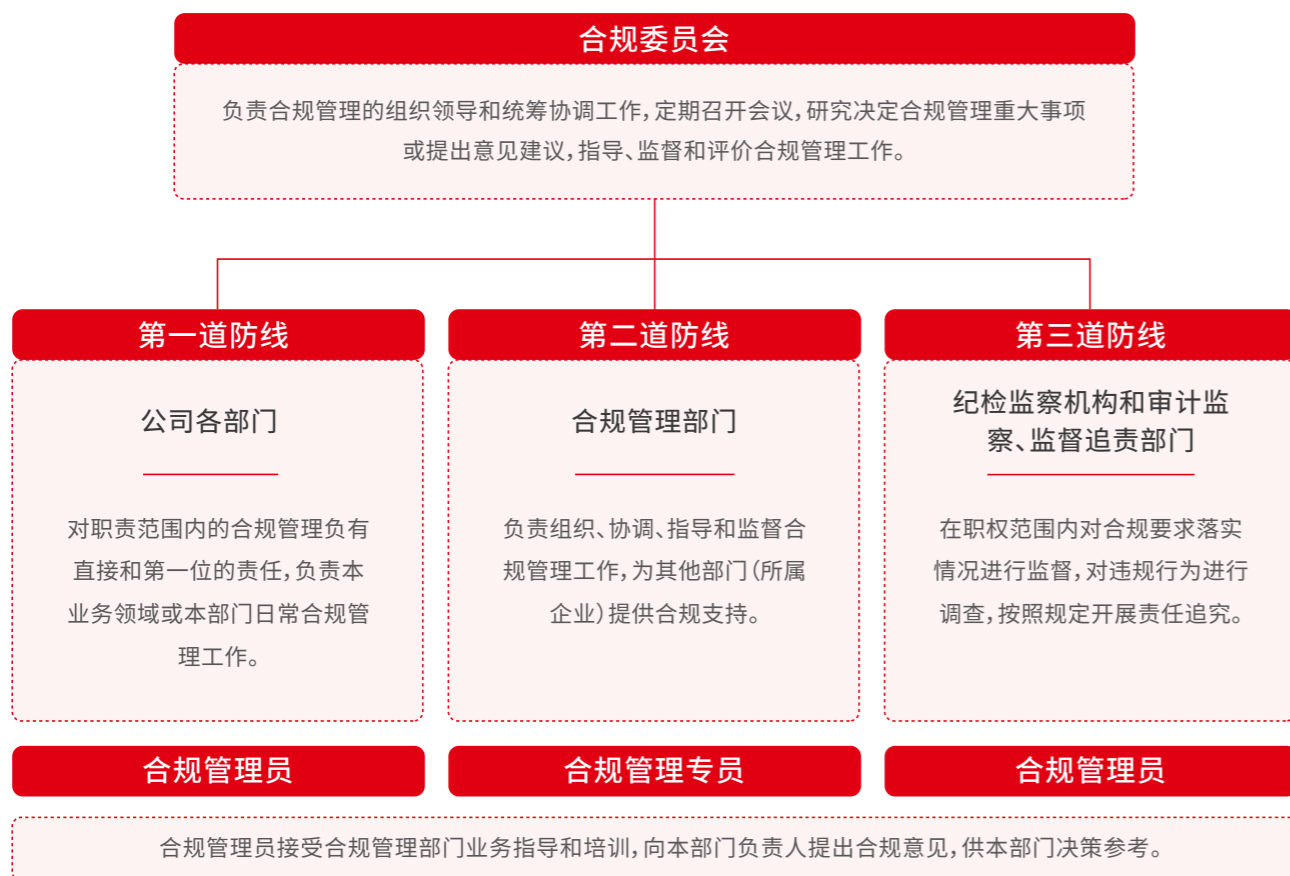 合规委员会
负责合规管理的组织领导和统筹协调工作，定期召开会议，研究决定合规管理重大事项
或提出意见建议，指导、监督和评价合规管理工作。
第一道防线
公司各部门
对职责范围内的合规管理负有
直接和第一位的责任，负责本
业务领域或本部门日常合规管
理工作。
第二道防线
合规管理部门
负责组织、协调、指导和监督合
规管理工作，为其他部门（所属
企业）提供合规支持。
第三道防线
纪检监察机构和审计监
察、监督追责部门
在职权范围内对合规要求落实
情况进行监督，对违规行为进行
调查，按照规定开展责任追究。
合规管理员
合规管理专员
合规管理员
合规管理员接受合规管理部门业务指导和培训，向本部门负责人提出合规意见，供本部门决策参考。